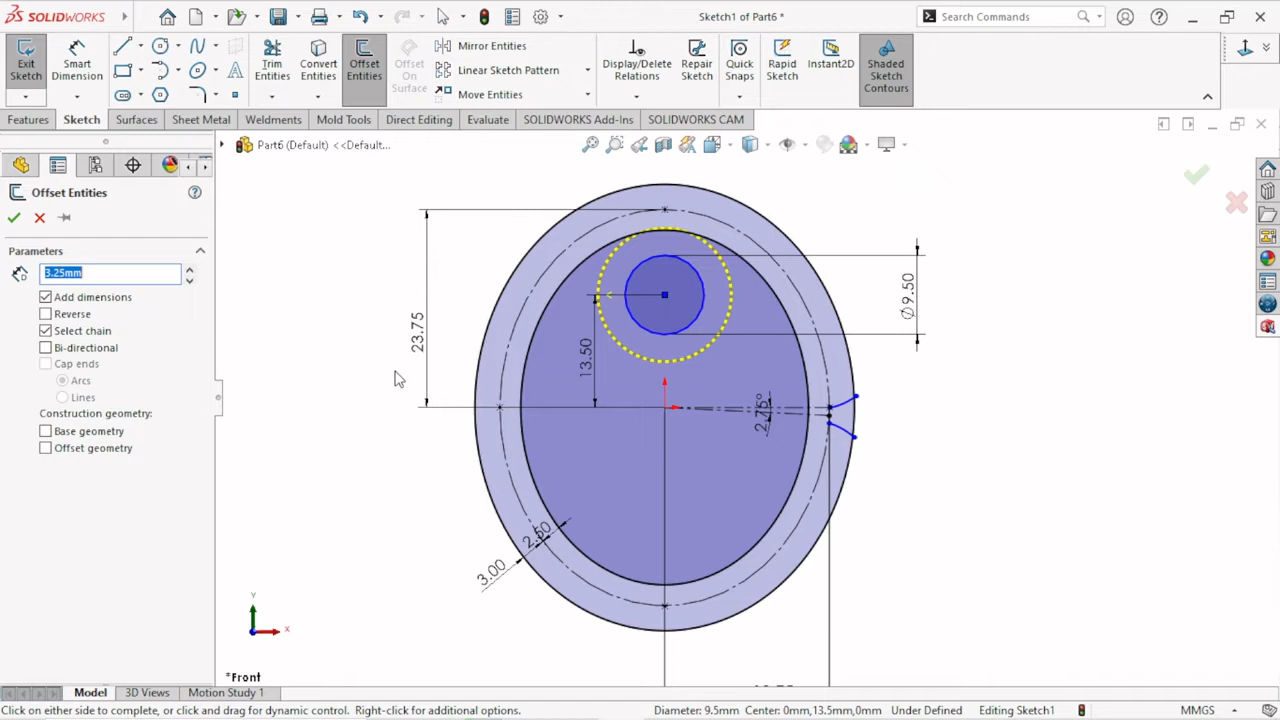 SOLIDWORKS
Sketch1 of Part6 *
Search Commands
Exit Sketch
Smart Dimension
Trim Entities
Convert Entities
Offset Entities
Offset On Surface
Mirror Entities
Linear Sketch Pattern
Move Entities
Display/Delete Relations
Repair Sketch
Quick Snaps
Rapid Sketch
Instant2D
Shaded Sketch Contours
Features
Sketch
Surfaces
Sheet Metal
Weldments
Mold Tools
Direct Editing
Evaluate
SOLIDWORKS Add-Ins
SOLIDWORKS CAM
Part6 (Default) <<Default...
Offset Entities
Parameters
3.25mm
Add dimensions
Reverse
Select chain
Bi-directional
Cap ends
Arcs
Lines
Construction geometry:
Base geometry
Offset geometry
23.75
13.50
Ø9.50
2.75°
2.50
3.00
Y
X
*Front
Model
3D Views
Motion Study 1
Click on either side to complete, or click and drag for dynamic control. Right-click for additional options.
Diameter: 9.5mm
Center: 0mm,13.5mm,0mm
Under Defined
Editing Sketch1
MMGS